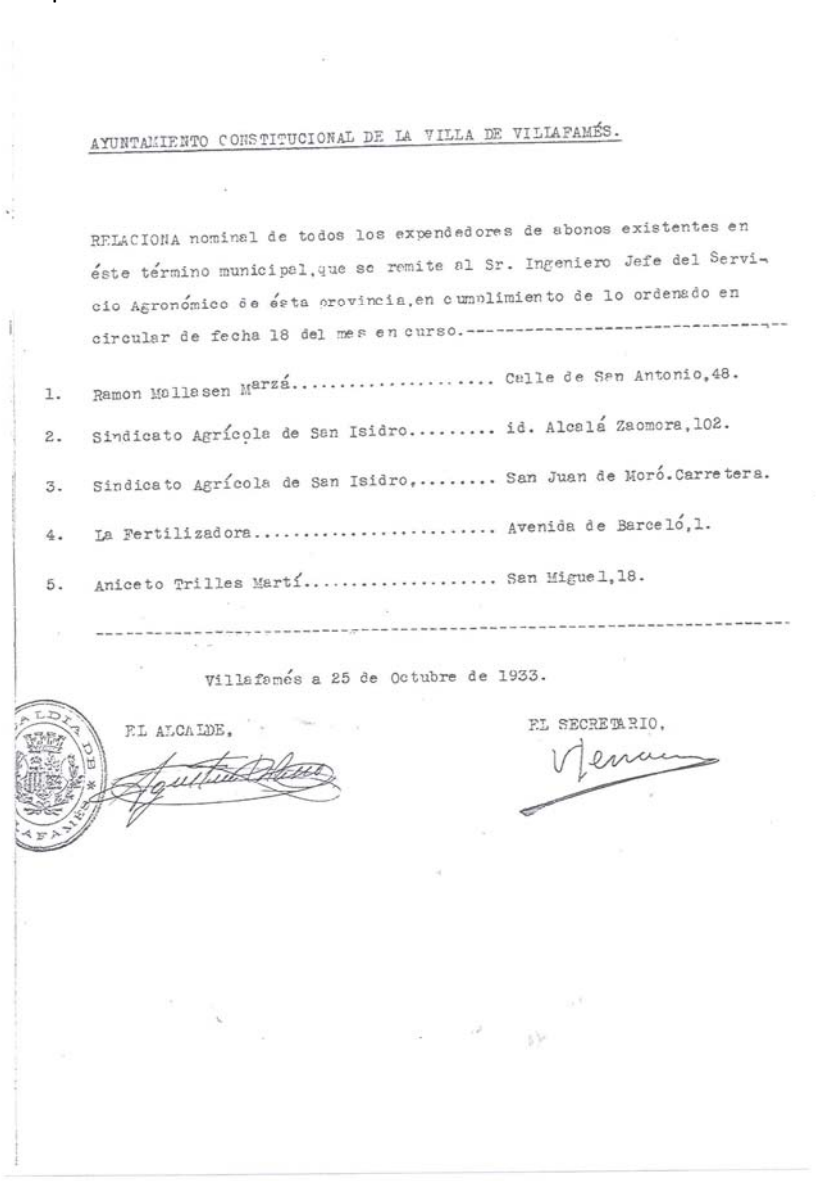 AYUNTAMIENTO CONSTITUCIONAL DE LA VILLA DE VILLAFAMÉS.
RELACIONA nominal de todos los expendedores de abonos existentes en
éste término municipal,que se remite al Sr. Ingeniero Jefe del Servi-
cio Agronómico de ésta provincia,en cumplimiento de lo ordenado en
circular de fecha 18 del mes en curso.--------------------------------
1. Ramon Mallasen Marzá..................... Calle de San Antonio,48.
2. Sindicato Agrícola de San Isidro......... id. Alcalá Zaomora,102.
3. Sindicato Agrícola de San Isidro,........ San Juan de Moró.Carretera.
4. La Fertilizadora......................... Avenida de Barceló,1.
5. Aniceto Trilles Martí.................... San Miguel,18.
----------------------------------------------------------------------
Villafamés a 25 de Octubre de 1933.
EL ALCALDE, EL SECRETARIO,
ALDIA DE
LAFAMÉS *
Agustin